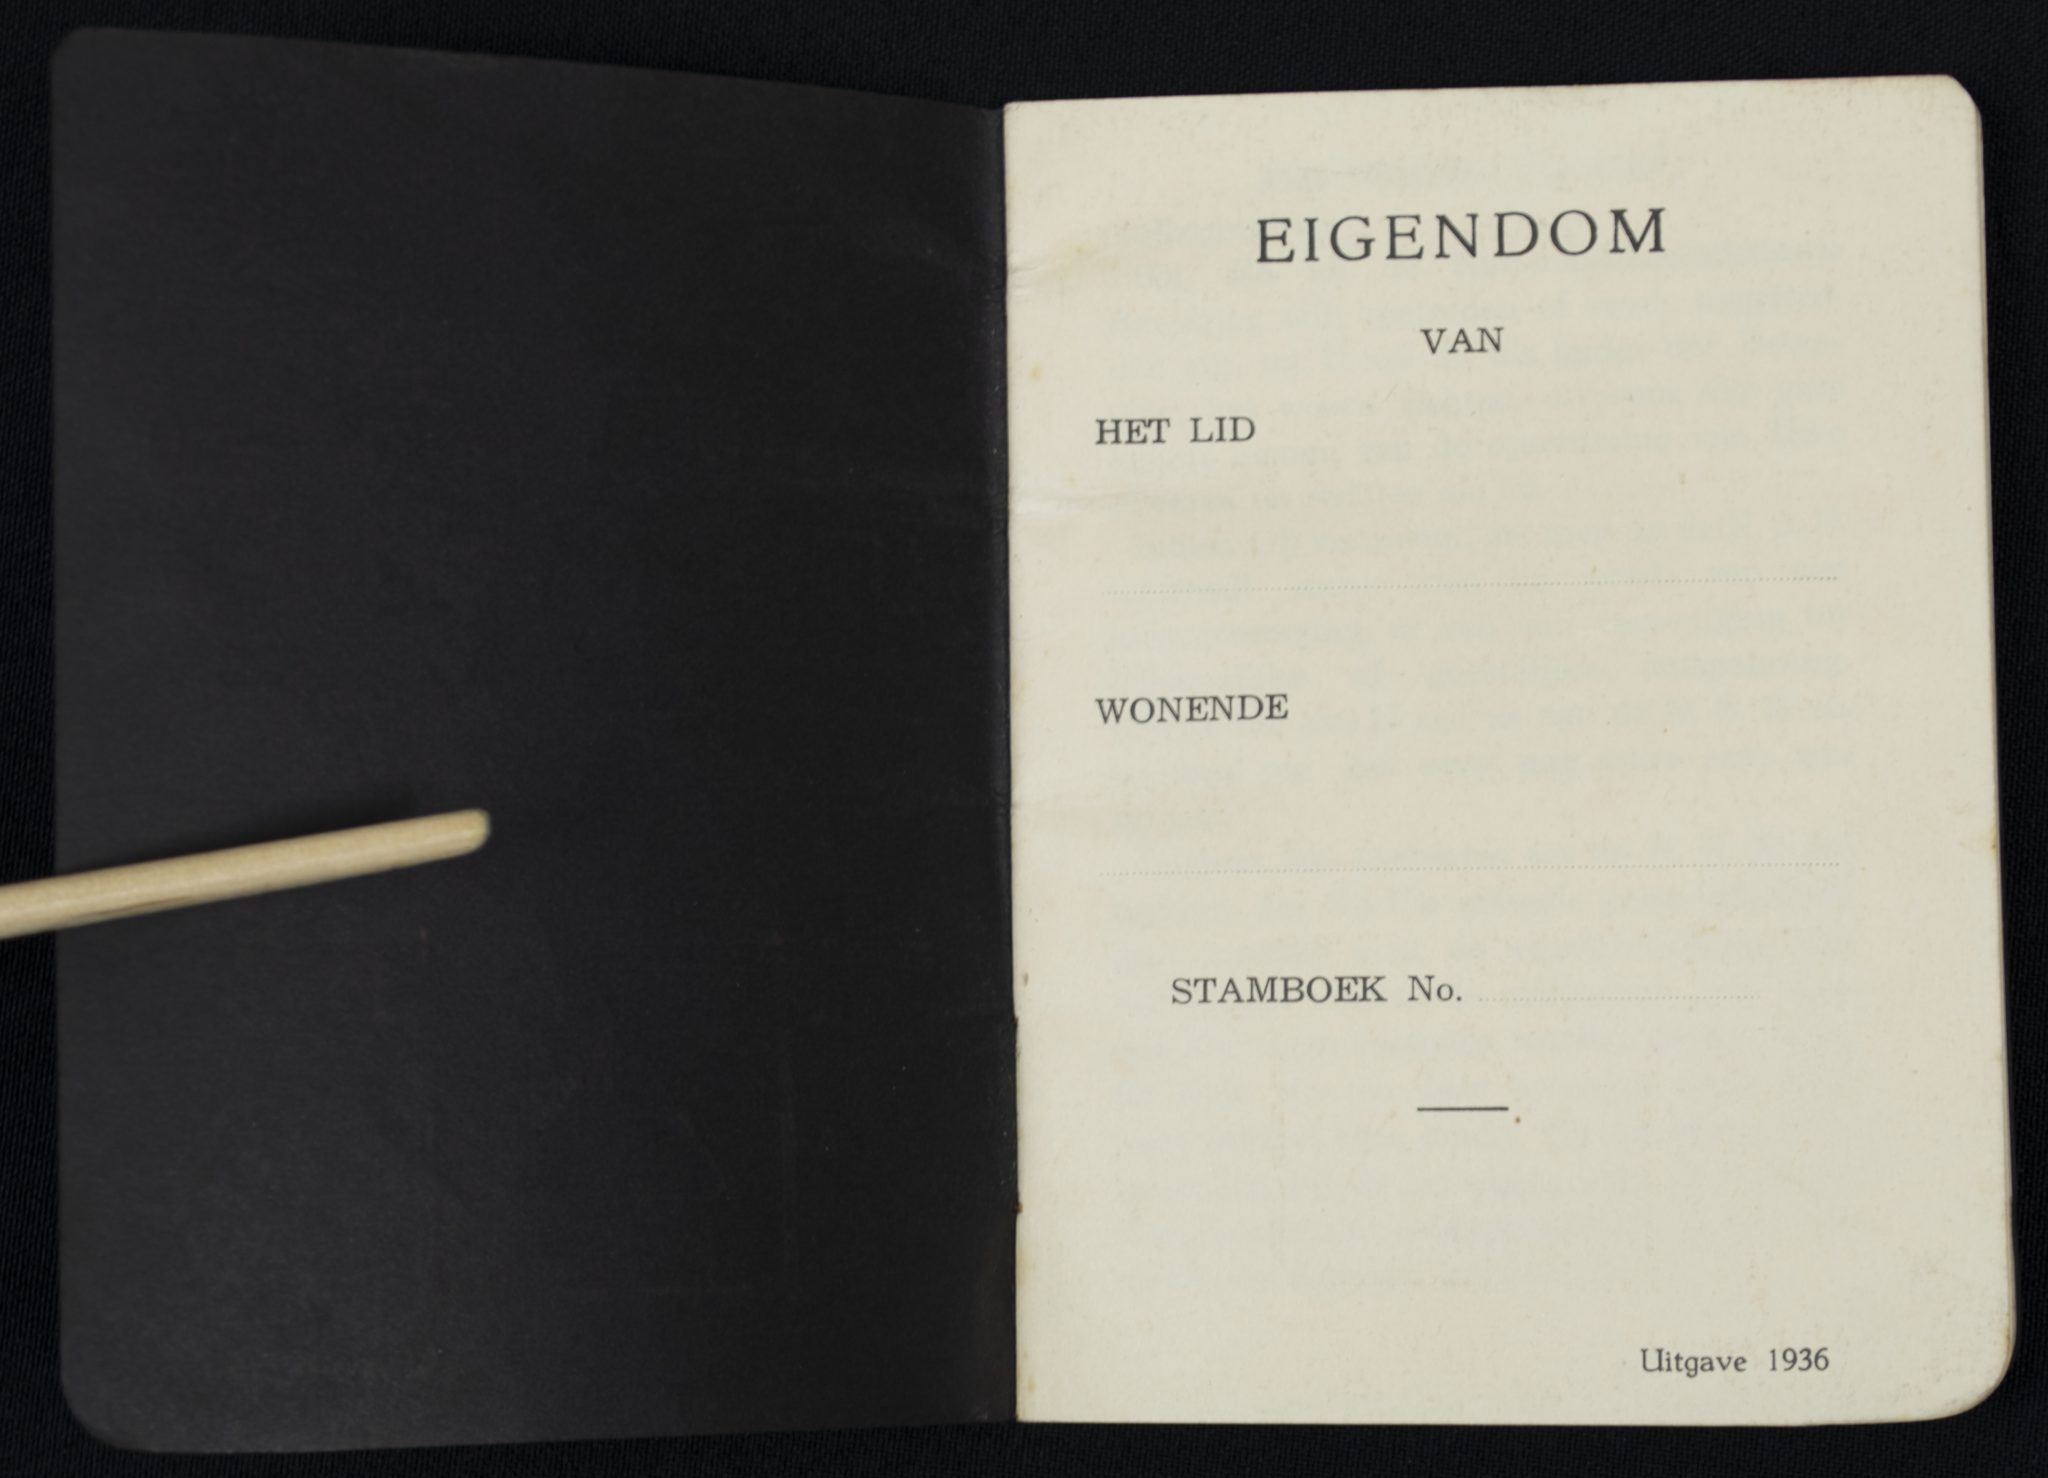 EIGENDOM
VAN
HET LID
WONENDE
STAMBOEK No.
Uitgave 1936